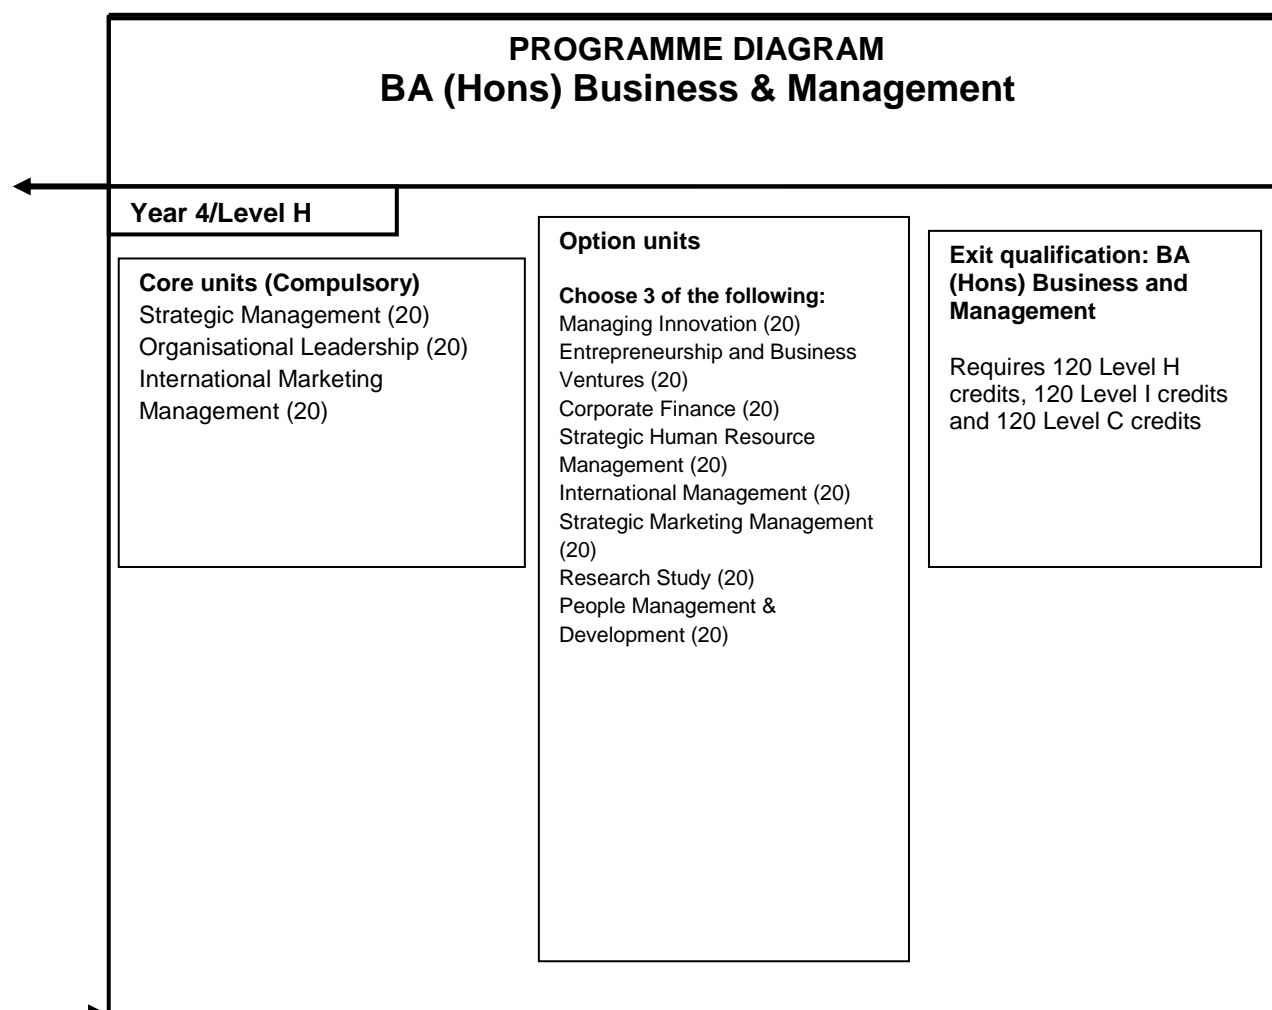 PROGRAMME DIAGRAM
BA (Hons) Business & Management
Year 4/Level H
Core units (Compulsory)
Strategic Management (20)
Organisational Leadership (20)
International Marketing
Management (20)
Option units
Choose 3 of the following:
Managing Innovation (20)
Entrepreneurship and Business
Ventures (20)
Corporate Finance (20)
Strategic Human Resource
Management (20)
International Management (20)
Strategic Marketing Management
(20)
Research Study (20)
People Management &
Development (20)
Exit qualification: BA
(Hons) Business and
Management
Requires 120 Level H
credits, 120 Level I credits
and 120 Level C credits